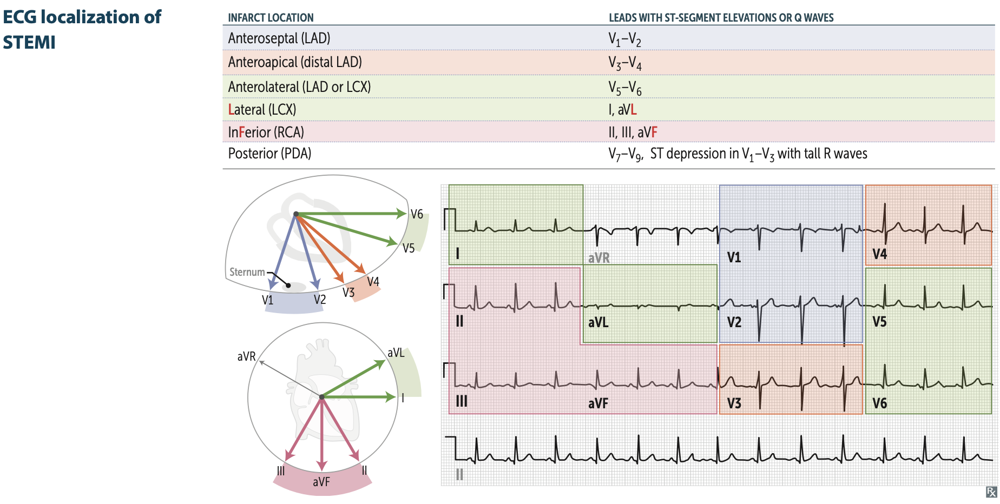 ECG localization of
STEMI
INFARCT LOCATION LEADS WITH ST-SEGMENT ELEVATIONS OR Q WAVES
Anteroseptal (LAD) V1–V2
Anteroapical (distal LAD) V3–V4
Anterolateral (LAD or LCX) V5–V6
Lateral (LCX) I, aVL
InFerior (RCA) II, III, aVF
Posterior (PDA) V7–V9, ST depression in V1–V3 with tall R waves
V6
V5
Sternum
V4
V3
V1 V2
aVR
aVL
I
III
II
aVF
I aVR V1 V4
II aVL V2 V5
III aVF V3 V6
II
Rx